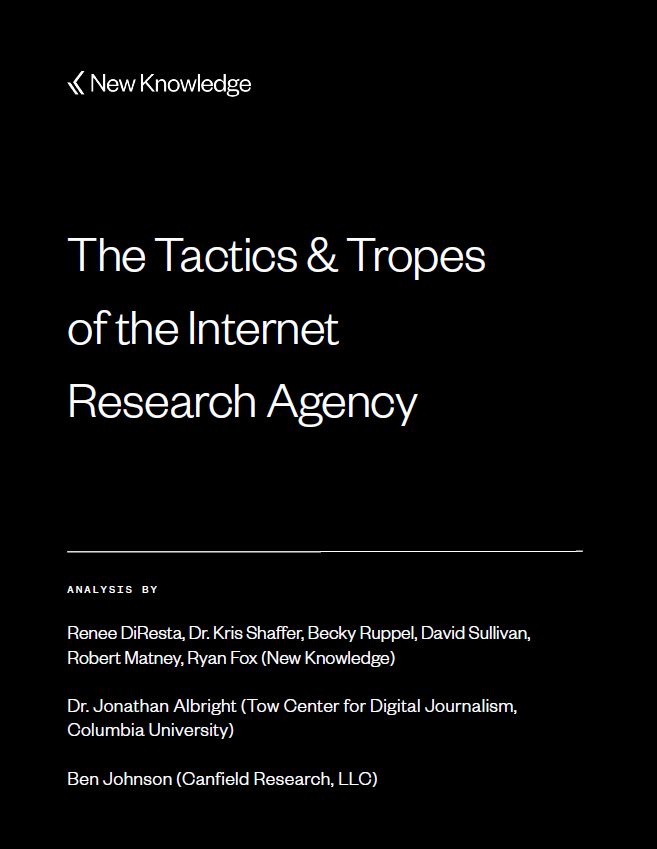 New Knowledge
The Tactics & Tropes
of the Internet
Research Agency
ANALYSIS BY
Renee DiResta, Dr. Kris Shaffer, Becky Ruppel, David Sullivan,
Robert Matney, Ryan Fox (New Knowledge)
Dr. Jonathan Albright (Tow Center for Digital Journalism,
Columbia University)
Ben Johnson (Canfield Research, LLC)